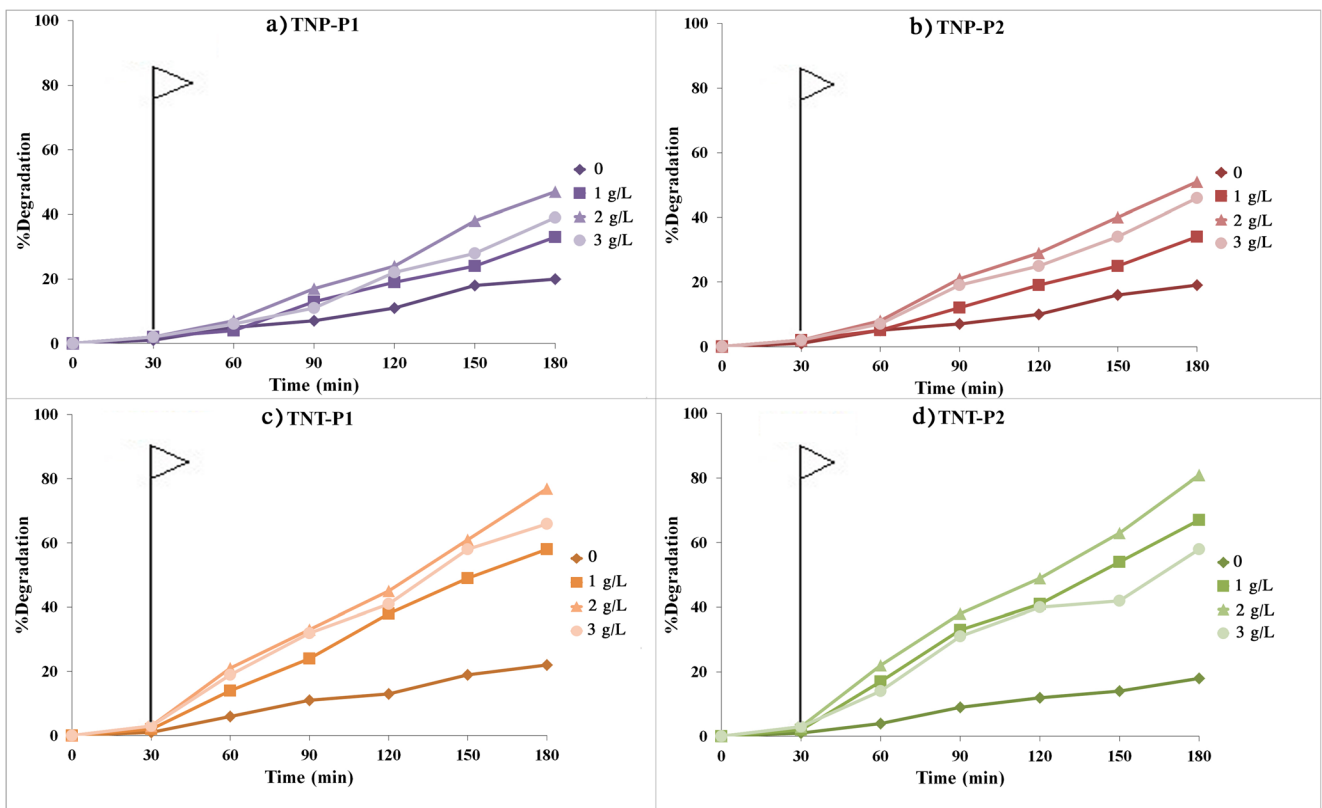 a) TNP-P1
%Degradation
100
80
60
40
20
0
0 30 60 90 120 150 180
Time (min)
0
1 g/L
2 g/L
3 g/L
b) TNP-P2
%Degradation
100
80
60
40
20
0
0 30 60 90 120 150 180
Time (min)
0
1 g/L
2 g/L
3 g/L
c) TNT-P1
%Degradation
100
80
60
40
20
0
0 30 60 90 120 150 180
Time (min)
0
1 g/L
2 g/L
3 g/L
d) TNT-P2
%Degradation
100
80
60
40
20
0
0 30 60 90 120 150 180
Time (min)
0
1 g/L
2 g/L
3 g/L